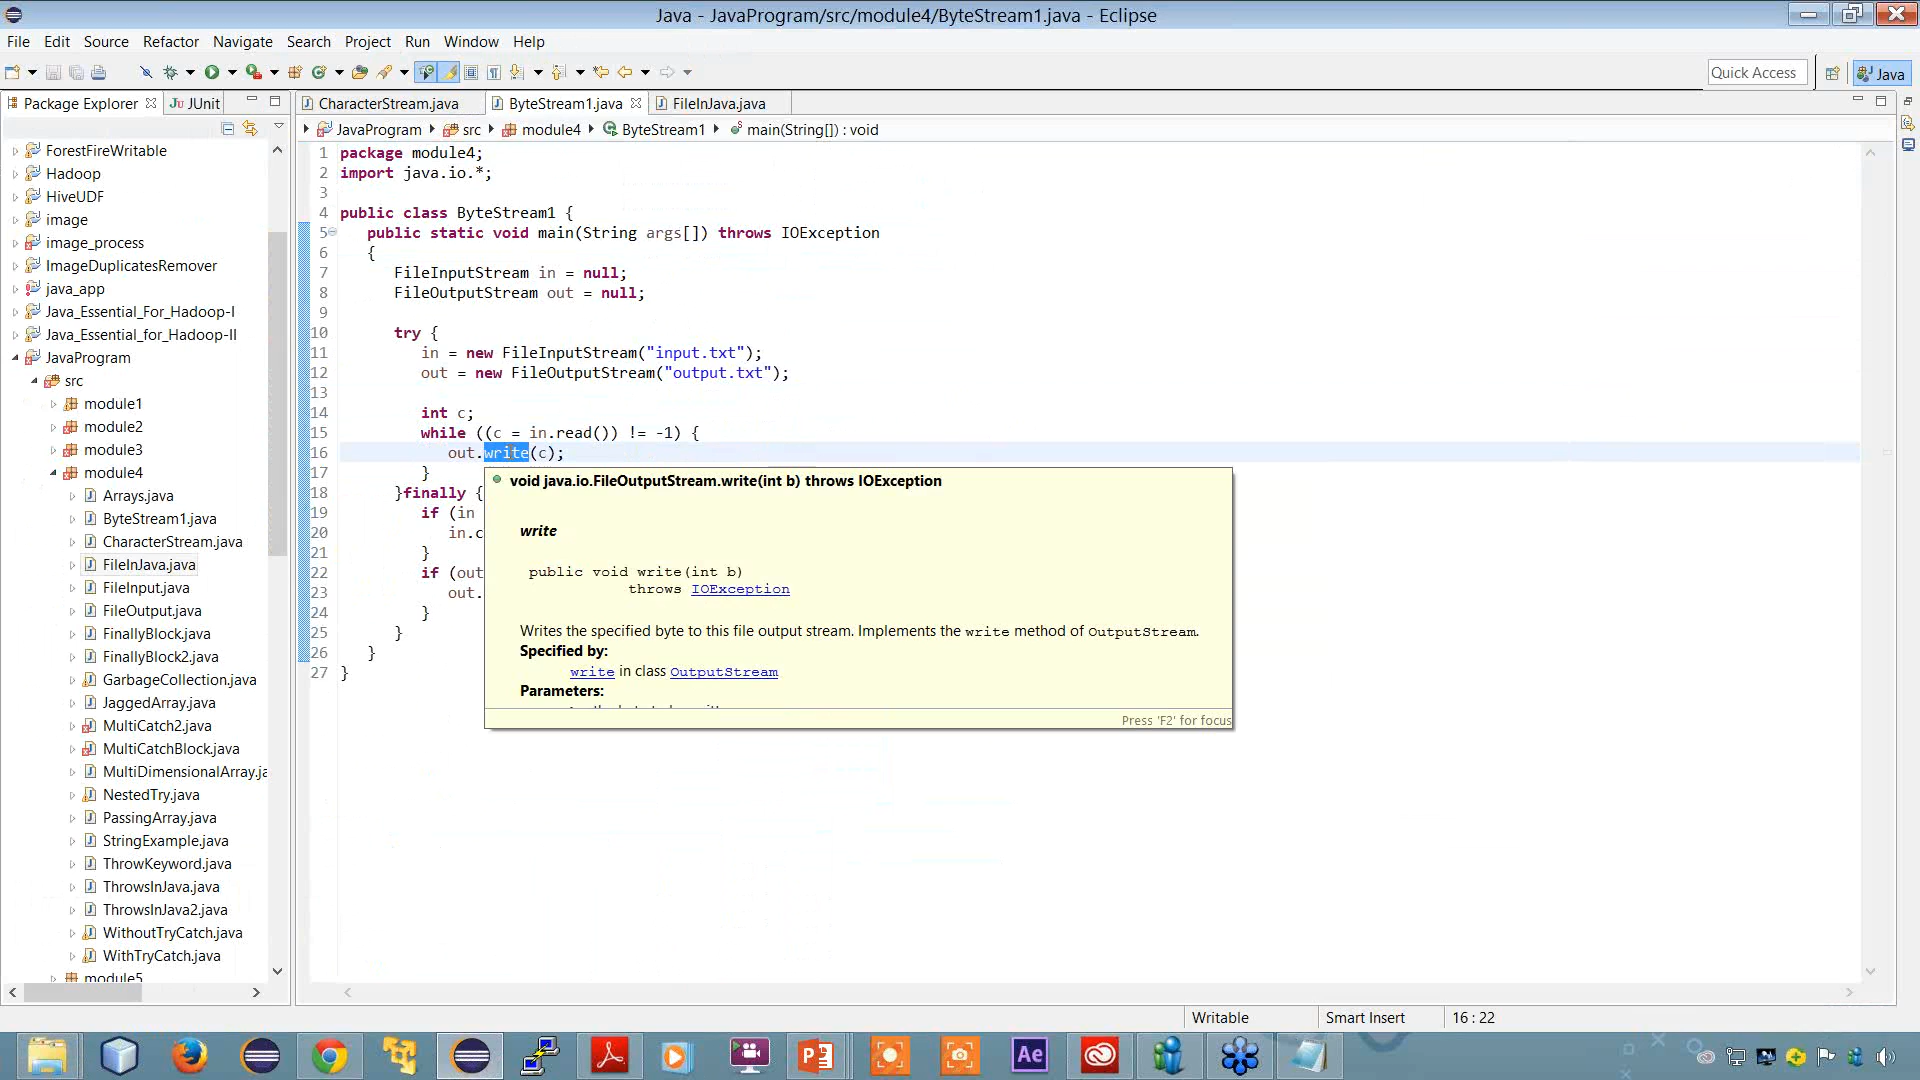 Java - JavaProgram/src/module4/ByteStream1.java - Eclipse
File Edit Source Refactor Navigate Search Project Run Window Help
Quick Access
Java
Package Explorer
JUnit
CharacterStream.java
ByteStream1.java
FileInJava.java
JavaProgram src module4 ByteStream1 main(String[]) : void
ForestFireWritable
Hadoop
HiveUDF
image
image_process
ImageDuplicatesRemover
java_app
Java_Essential_For_Hadoop-I
Java_Essential_for_Hadoop-II
JavaProgram
src
module1
module2
module3
module4
Arrays.java
ByteStream1.java
CharacterStream.java
FileInJava.java
FileInput.java
FileOutput.java
FinallyBlock.java
FinallyBlock2.java
GarbageCollection.java
JaggedArray.java
MultiCatch2.java
MultiCatchBlock.java
MultiDimensionalArray.ja
NestedTry.java
PassingArray.java
StringExample.java
ThrowKeyword.java
ThrowsInJava.java
ThrowsInJava2.java
WithoutTryCatch.java
WithTryCatch.java
module5
1 package module4;
2 import java.io.*;
3
4 public class ByteStream1 {
5 public static void main(String args[]) throws IOException
6 {
7 FileInputStream in = null;
8 FileOutputStream out = null;
9
10 try {
11 in = new FileInputStream("input.txt");
12 out = new FileOutputStream("output.txt");
13
14 int c;
15 while ((c = in.read()) != -1) {
16 out.write(c);
17 }
18 }finally {
19 if (in
20 in.c
21 }
22 if (out
23 out.
24 }
25 }
26 }
27 }
void java.io.FileOutputStream.write(int b) throws IOException
write
public void write(int b)
throws IOException
Writes the specified byte to this file output stream. Implements the write method of OutputStream.
Specified by:
write in class OutputStream
Parameters:
Press 'F2' for focus
Writable
Smart Insert
16 : 22
Ae